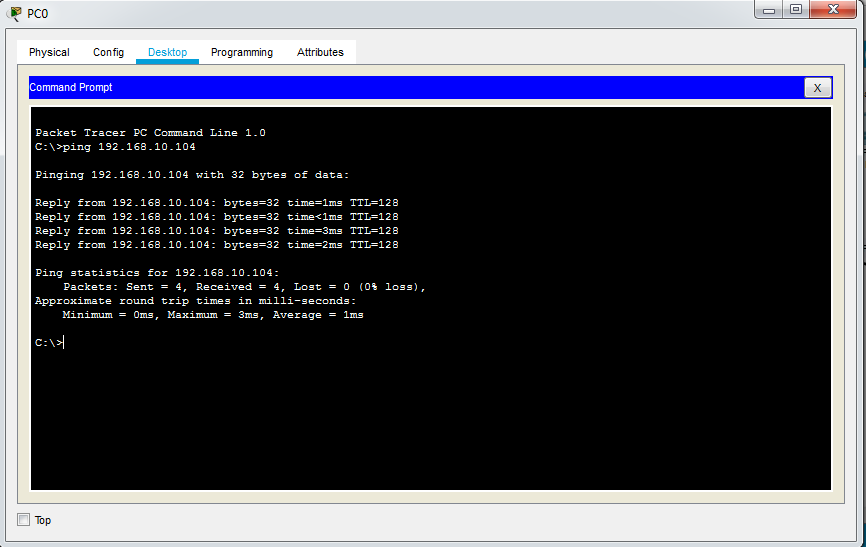 PC0
Physical Config Desktop Programming Attributes
Command Prompt
X
Packet Tracer PC Command Line 1.0
C:\>ping 192.168.10.104
Pinging 192.168.10.104 with 32 bytes of data:
Reply from 192.168.10.104: bytes=32 time=1ms TTL=128
Reply from 192.168.10.104: bytes=32 time<1ms TTL=128
Reply from 192.168.10.104: bytes=32 time=3ms TTL=128
Reply from 192.168.10.104: bytes=32 time=2ms TTL=128
Ping statistics for 192.168.10.104:
Packets: Sent = 4, Received = 4, Lost = 0 (0% loss),
Approximate round trip times in milli-seconds:
Minimum = 0ms, Maximum = 3ms, Average = 1ms
C:\>
Top